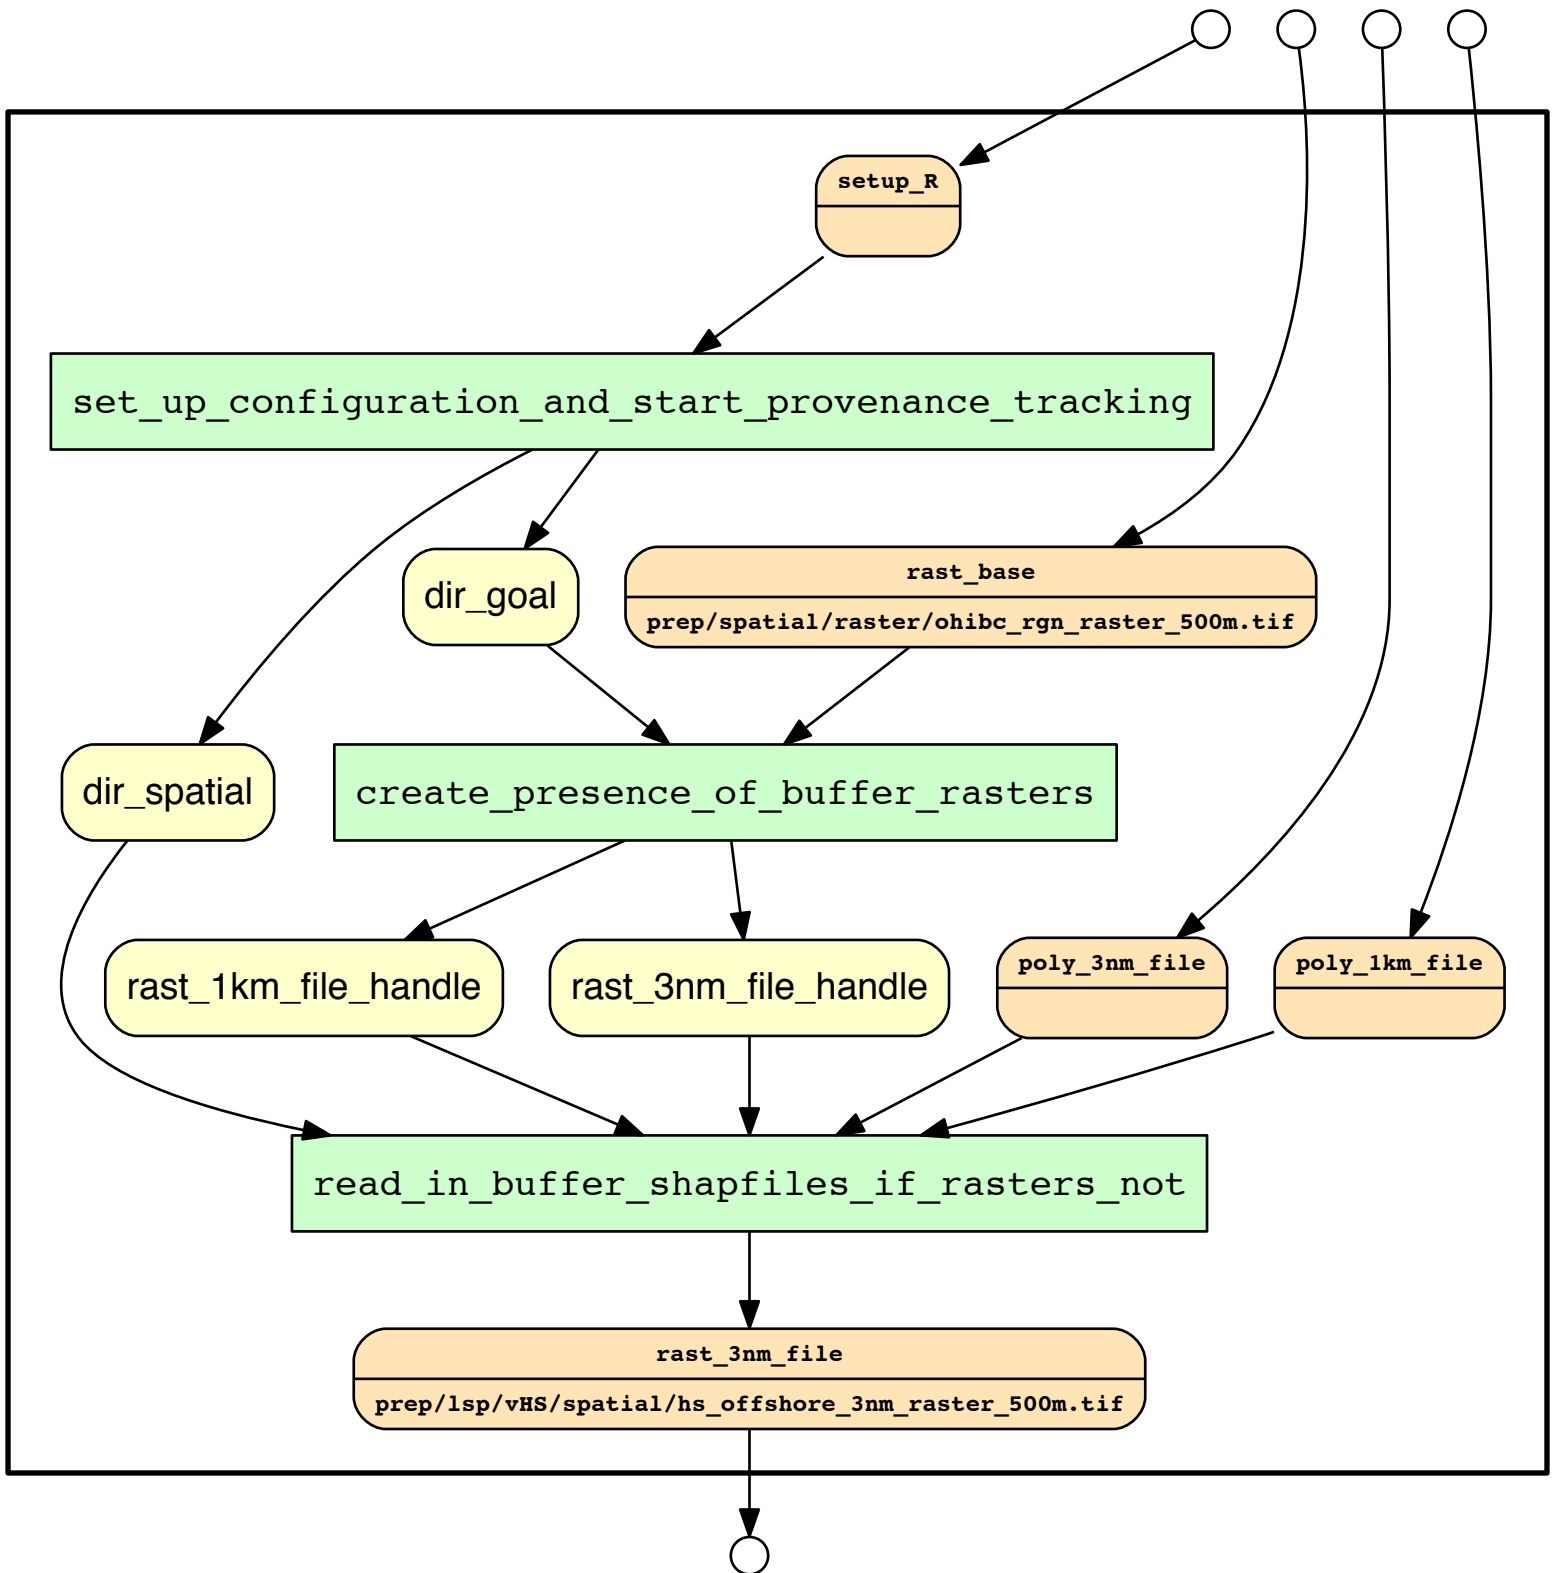 setup_R
set_up_configuration_and_start_provenance_tracking
dir_goal
rast_base
prep/spatial/raster/ohibc_rgn_raster_500m.tif
dir_spatial
create_presence_of_buffer_rasters
rast_1km_file_handle
rast_3nm_file_handle
poly_3nm_file
poly_1km_file
read_in_buffer_shapfiles_if_rasters_not
rast_3nm_file
prep/lsp/vHS/spatial/hs_offshore_3nm_raster_500m.tif